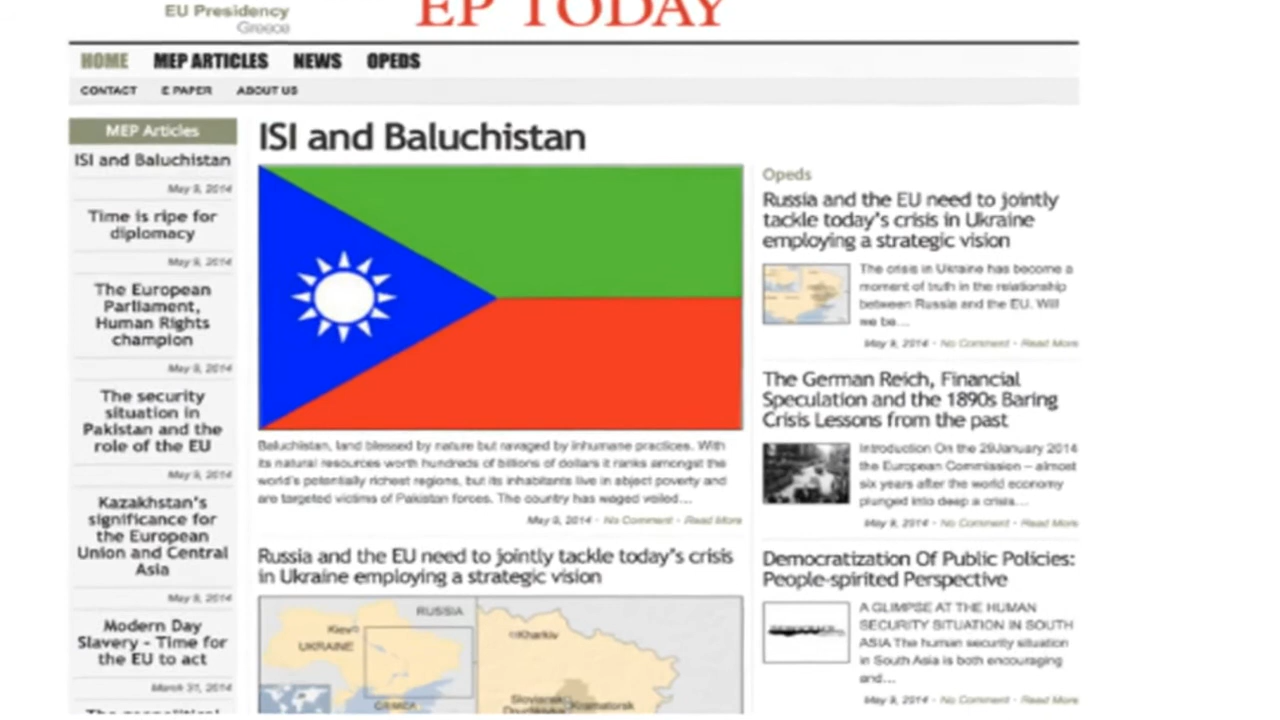 EU Presidency
Greece
EP TODAY
HOME MEP ARTICLES NEWS OPEDS
CONTACT E PAPER ABOUT US
MEP Articles
ISI and Baluchistan
May 9, 2014
Time is ripe for
diplomacy
May 9, 2014
The European
Parliament,
Human Rights
champion
May 9, 2014
The security
situation in
Pakistan and the
role of the EU
May 9, 2014
Kazakhstan's
significance for
the European
Union and Central
Asia
May 9, 2014
Modern Day
Slavery - Time for
the EU to act
March 31, 2014
ISI and Baluchistan
Baluchistan, land blessed by nature but ravaged by inhumane practices. With
its natural resources worth hundreds of billions of dollars it ranks amongst the
world's potentially richest regions, but its inhabitants live in abject poverty and
are targeted victims of Pakistan forces. The country has waged veiled...
May 9, 2014 - No Comment - Read More
Russia and the EU need to jointly tackle today's crisis
in Ukraine employing a strategic vision
RUSSIA
Kiev
UKRAINE
Kharkiv
CRIMEA
Kramatorsk
Opeds
Russia and the EU need to jointly
tackle today's crisis in Ukraine
employing a strategic vision
The crisis in Ukraine has become a
moment of truth in the relationship
between Russia and the EU. Will
we be...
May 9, 2014 - No Comment - Read More
The German Reich, Financial
Speculation and the 1890s Baring
Crisis Lessons from the past
Introduction On the 29January 2014
the European Commission – almost
six years after the world economy
plunged into deep a crisis...
May 9, 2014 - No Comment - Read More
Democratization Of Public Policies:
People-spirited Perspective
A GLIMPSE AT THE HUMAN
SECURITY SITUATION IN SOUTH
ASIA The human security situation
in South Asia is both encouraging
and...
May 9, 2014 - No Comment - Read More